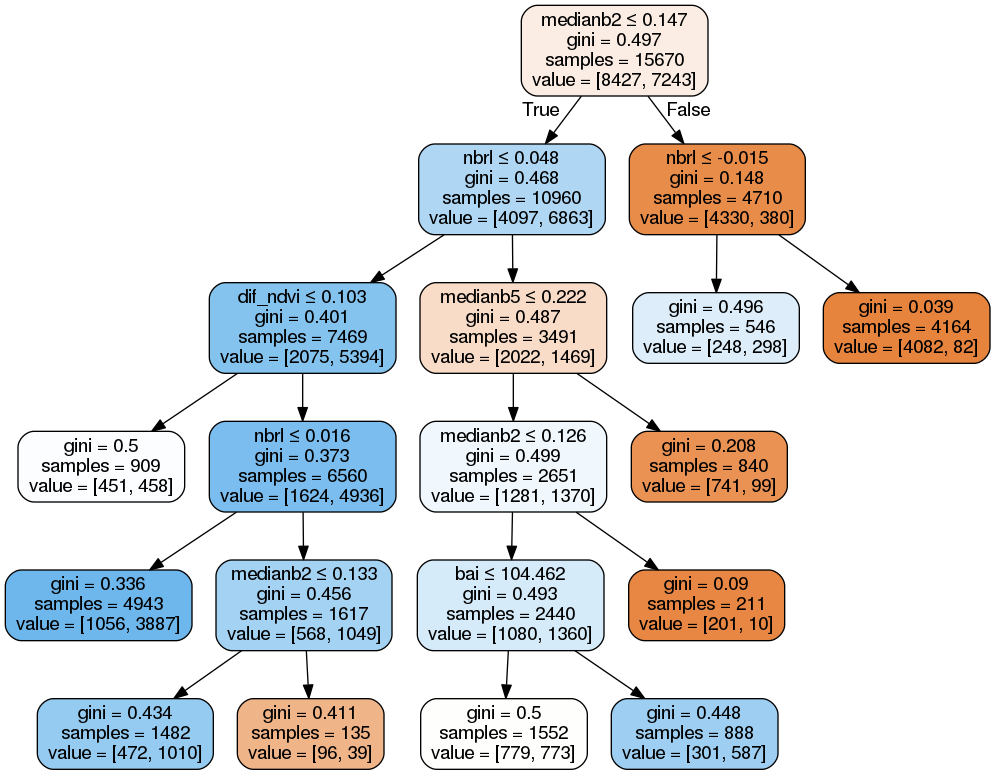 medianb2 ≤ 0.147
gini = 0.497
samples = 15670
value = [8427, 7243]
True
False
nbrl ≤ 0.048
gini = 0.468
samples = 10960
value = [4097, 6863]
nbrl ≤ -0.015
gini = 0.148
samples = 4710
value = [4330, 380]
dif_ndvi ≤ 0.103
gini = 0.401
samples = 7469
value = [2075, 5394]
medianb5 ≤ 0.222
gini = 0.487
samples = 3491
value = [2022, 1469]
gini = 0.496
samples = 546
value = [248, 298]
gini = 0.039
samples = 4164
value = [4082, 82]
gini = 0.5
samples = 909
value = [451, 458]
nbrl ≤ 0.016
gini = 0.373
samples = 6560
value = [1624, 4936]
medianb2 ≤ 0.126
gini = 0.499
samples = 2651
value = [1281, 1370]
gini = 0.208
samples = 840
value = [741, 99]
gini = 0.336
samples = 4943
value = [1056, 3887]
medianb2 ≤ 0.133
gini = 0.456
samples = 1617
value = [568, 1049]
bai ≤ 104.462
gini = 0.493
samples = 2440
value = [1080, 1360]
gini = 0.09
samples = 211
value = [201, 10]
gini = 0.434
samples = 1482
value = [472, 1010]
gini = 0.411
samples = 135
value = [96, 39]
gini = 0.5
samples = 1552
value = [779, 773]
gini = 0.448
samples = 888
value = [301, 587]